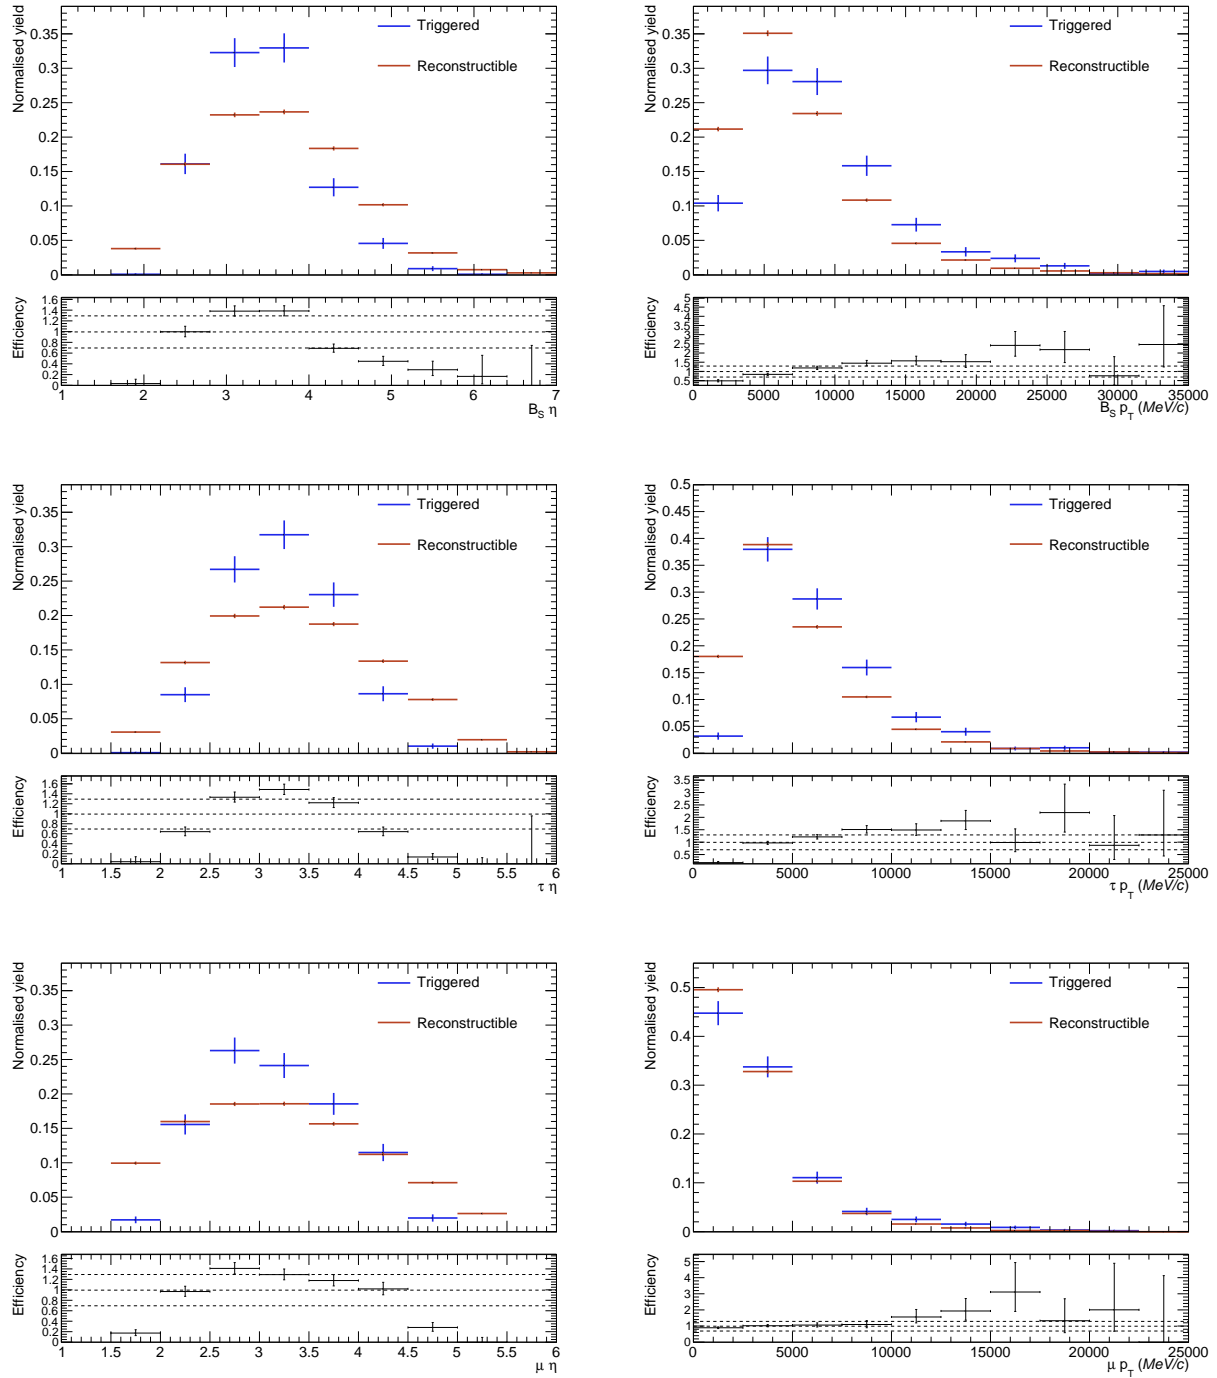 Normalised yield
0.35
0.3
0.25
0.2
0.15
0.1
0.05
0
Triggered
Reconstructible
Efficiency
1.6
1.4
1.2
1
0.8
0.6
0.4
0.2
0
1 2 3 4 5 6 7
B_S η
Normalised yield
0.35
0.3
0.25
0.2
0.15
0.1
0.05
0
Triggered
Reconstructible
Efficiency
5
4.5
4
3.5
3
2.5
2
1.5
1
0.5
0 5000 10000 15000 20000 25000 30000 35000
B_S p_T (MeV/c)
Normalised yield
0.35
0.3
0.25
0.2
0.15
0.1
0.05
0
Triggered
Reconstructible
Efficiency
1.6
1.4
1.2
1
0.8
0.6
0.4
0.2
0
1 1.5 2 2.5 3 3.5 4 4.5 5 5.5 6
τ η
Normalised yield
0.5
0.45
0.4
0.35
0.3
0.25
0.2
0.15
0.1
0.05
0
Triggered
Reconstructible
Efficiency
3.5
3
2.5
2
1.5
1
0.5
0 5000 10000 15000 20000 25000
τ p_T (MeV/c)
Normalised yield
0.35
0.3
0.25
0.2
0.15
0.1
0.05
0
Triggered
Reconstructible
Efficiency
1.6
1.4
1.2
1
0.8
0.6
0.4
0.2
0
1 1.5 2 2.5 3 3.5 4 4.5 5 5.5 6
μ η
Normalised yield
0.5
0.4
0.3
0.2
0.1
0
Triggered
Reconstructible
Efficiency
5
4
3
2
1
0
0 5000 10000 15000 20000 25000
μ p_T (MeV/c)